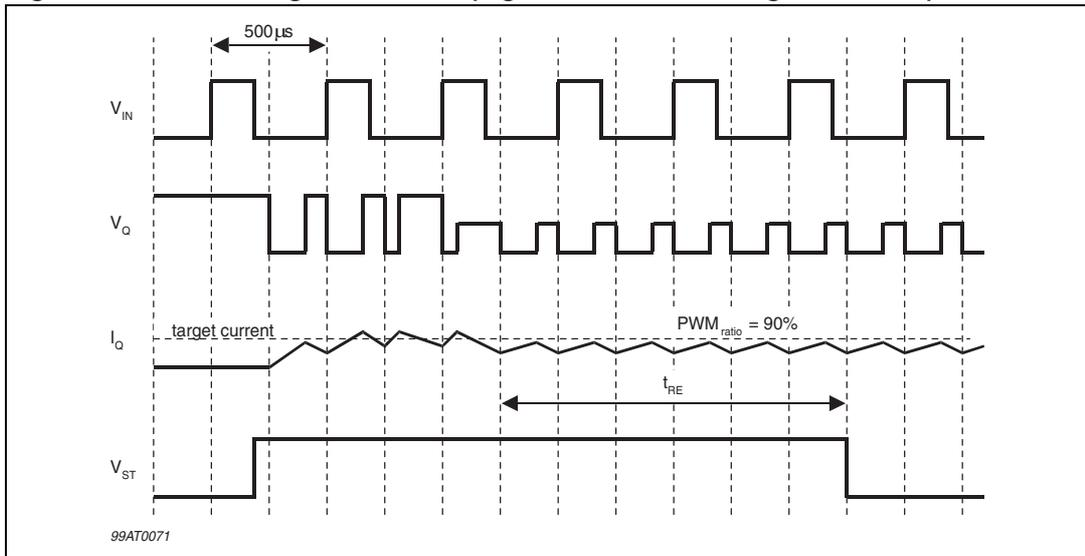 500µs
V_IN
V_Q
I_Q
target current
PWM_ratio = 90%
t_RE
V_ST
99AT0071